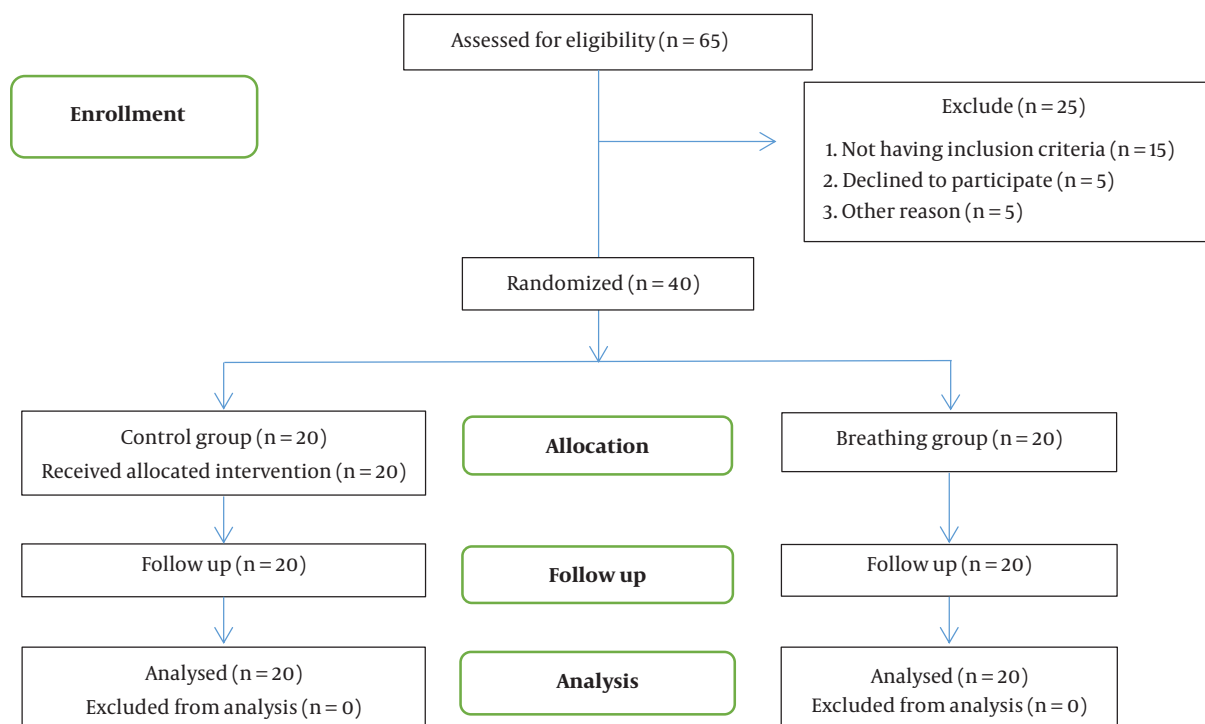 Assessed for eligibility (n = 65)
Enrollment
Exclude (n = 25)
1. Not having inclusion criteria (n = 15)
2. Declined to participate (n = 5)
3. Other reason (n = 5)
Randomized (n = 40)
Control group (n = 20)
Received allocated intervention (n = 20)
Allocation
Breathing group (n = 20)
Follow up (n = 20)
Follow up
Follow up (n = 20)
Analysed (n = 20)
Excluded from analysis (n = 0)
Analysis
Analysed (n = 20)
Excluded from analysis (n = 0)